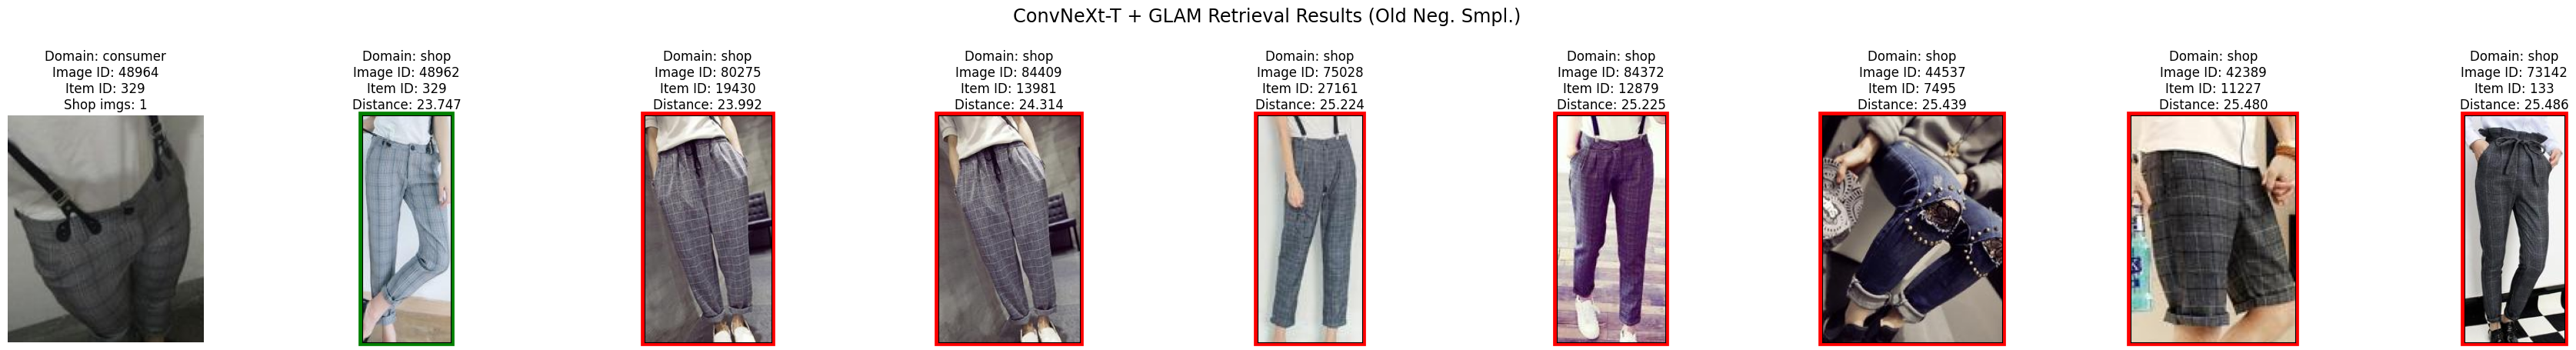 ConvNeXt-T + GLAM Retrieval Results (Old Neg. Smpl.)
Domain: consumer
Image ID: 48964
Item ID: 329
Shop imgs: 1
Domain: shop
Image ID: 48962
Item ID: 329
Distance: 23.747
Domain: shop
Image ID: 80275
Item ID: 19430
Distance: 23.992
Domain: shop
Image ID: 84409
Item ID: 13981
Distance: 24.314
Domain: shop
Image ID: 75028
Item ID: 27161
Distance: 25.224
Domain: shop
Image ID: 84372
Item ID: 12879
Distance: 25.225
Domain: shop
Image ID: 44537
Item ID: 7495
Distance: 25.439
Domain: shop
Image ID: 42389
Item ID: 11227
Distance: 25.480
Domain: shop
Image ID: 73142
Item ID: 133
Distance: 25.486